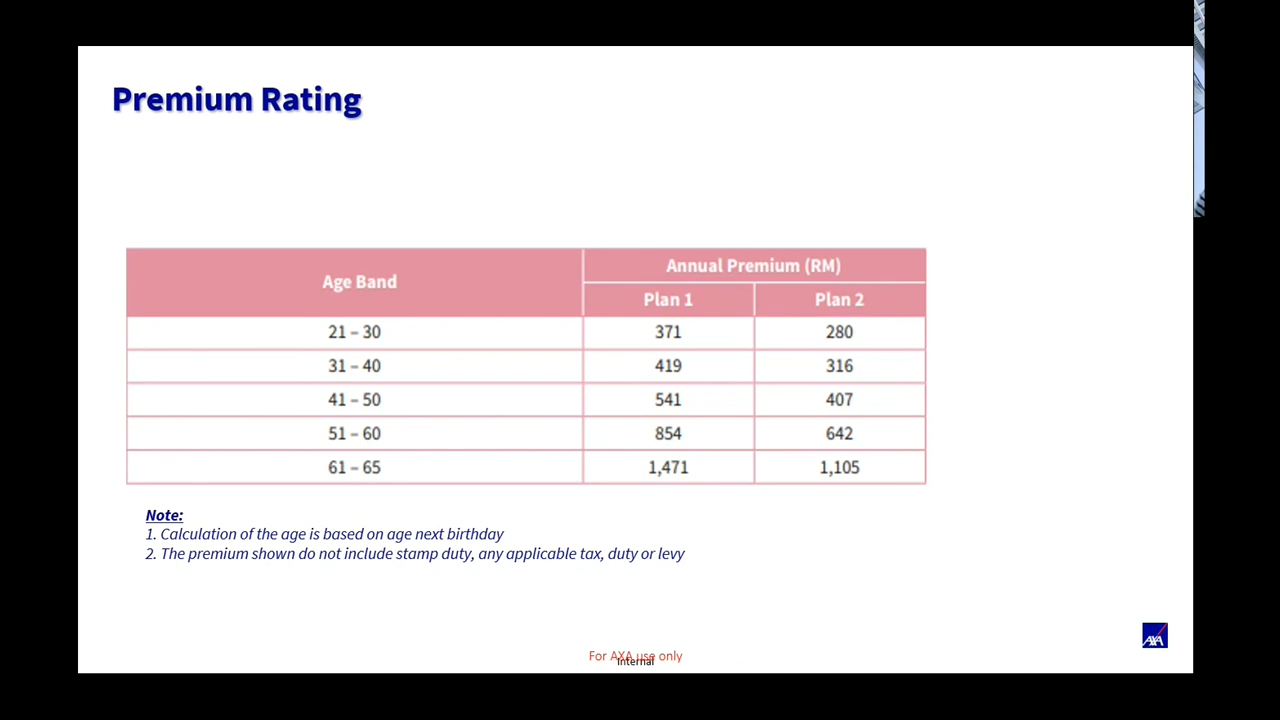 Premium Rating
Age Band
Annual Premium (RM)
Plan 1 Plan 2
21 – 30 371 280
31 – 40 419 316
41 – 50 541 407
51 – 60 854 642
61 – 65 1,471 1,105
Note:
1. Calculation of the age is based on age next birthday
2. The premium shown do not include stamp duty, any applicable tax, duty or levy
AXA
For AXA use only
Internal